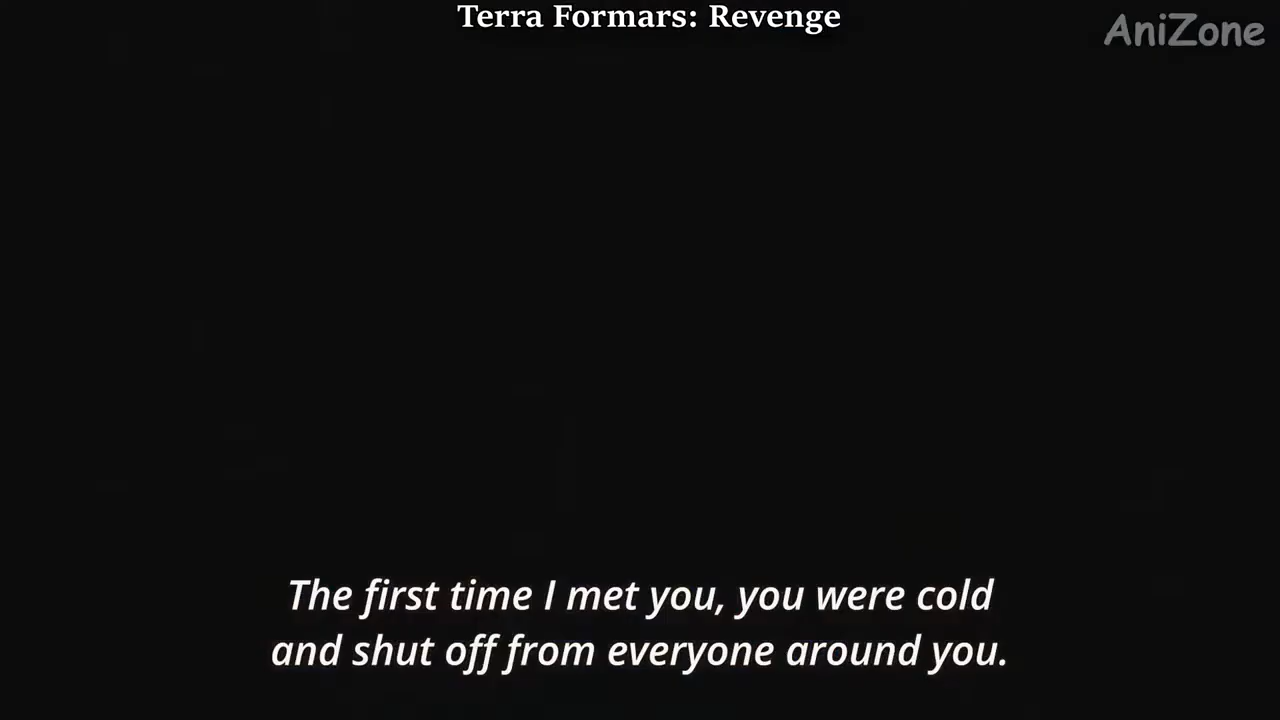 Terra Formars: Revenge
AniZone
The first time I met you, you were cold
and shut off from everyone around you.